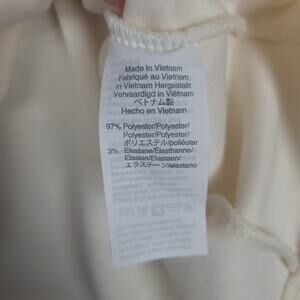 Made in Vietnam
Fabriqué au Vietnam
in Vietnam Hergestellt
Vervaardigd in Viëtnam
ベトナム製
Hecho en Vietnam
97% Polyester/Polyester/
Polyester/Polyester/
ポリエステル/poliéster
3% Elastane/Élasthanne/
Elastan/Elastaan/
エラステーン/elastano